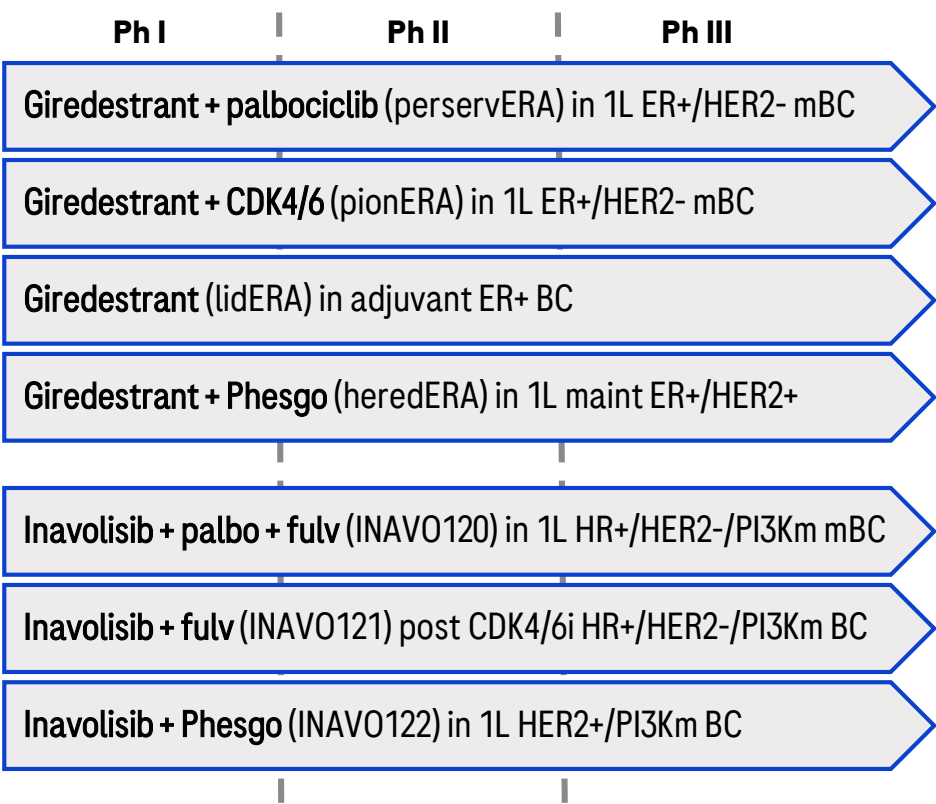 Ph I Ph II Ph III
Giredestrant + palbociclib (perservERA) in 1L ER+/HER2- mBC
Giredestrant + CDK4/6 (pionERA) in 1L ER+/HER2- mBC
Giredestrant (lidERA) in adjuvant ER+ BC
Giredestrant + Phesgo (heredERA) in 1L maint ER+/HER2+
Inavolisib + palbo + fulv (INAVO120) in 1L HR+/HER2-/PI3Km mBC
Inavolisib + fulv (INAVO121) post CDK4/6i HR+/HER2-/PI3Km BC
Inavolisib + Phesgo (INAVO122) in 1L HER2+/PI3Km BC